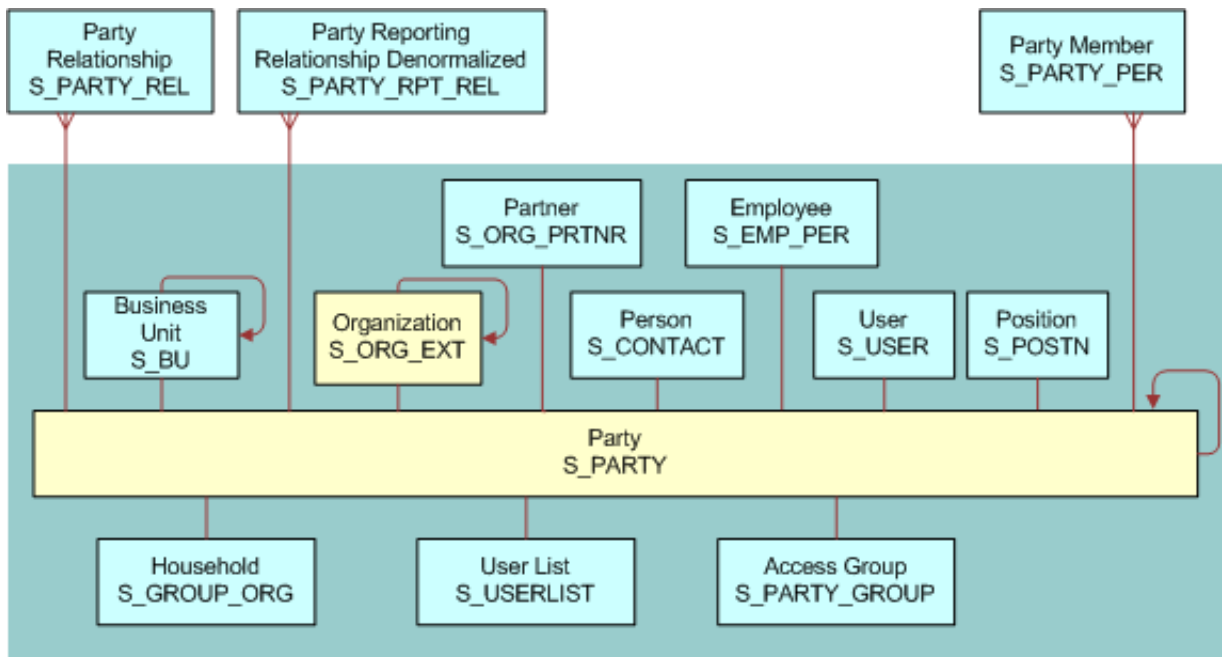 Party
Relationship
S_PARTY_REL
Party Reporting
Relationship Denormalized
S_PARTY_RPT_REL
Party Member
S_PARTY_PER
Partner
S_ORG_PRTNR
Employee
S_EMP_PER
Business
Unit
S_BU
Organization
S_ORG_EXT
Person
S_CONTACT
User
S_USER
Position
S_POSTN
Party
S_PARTY
Household
S_GROUP_ORG
User List
S_USERLIST
Access Group
S_PARTY_GROUP